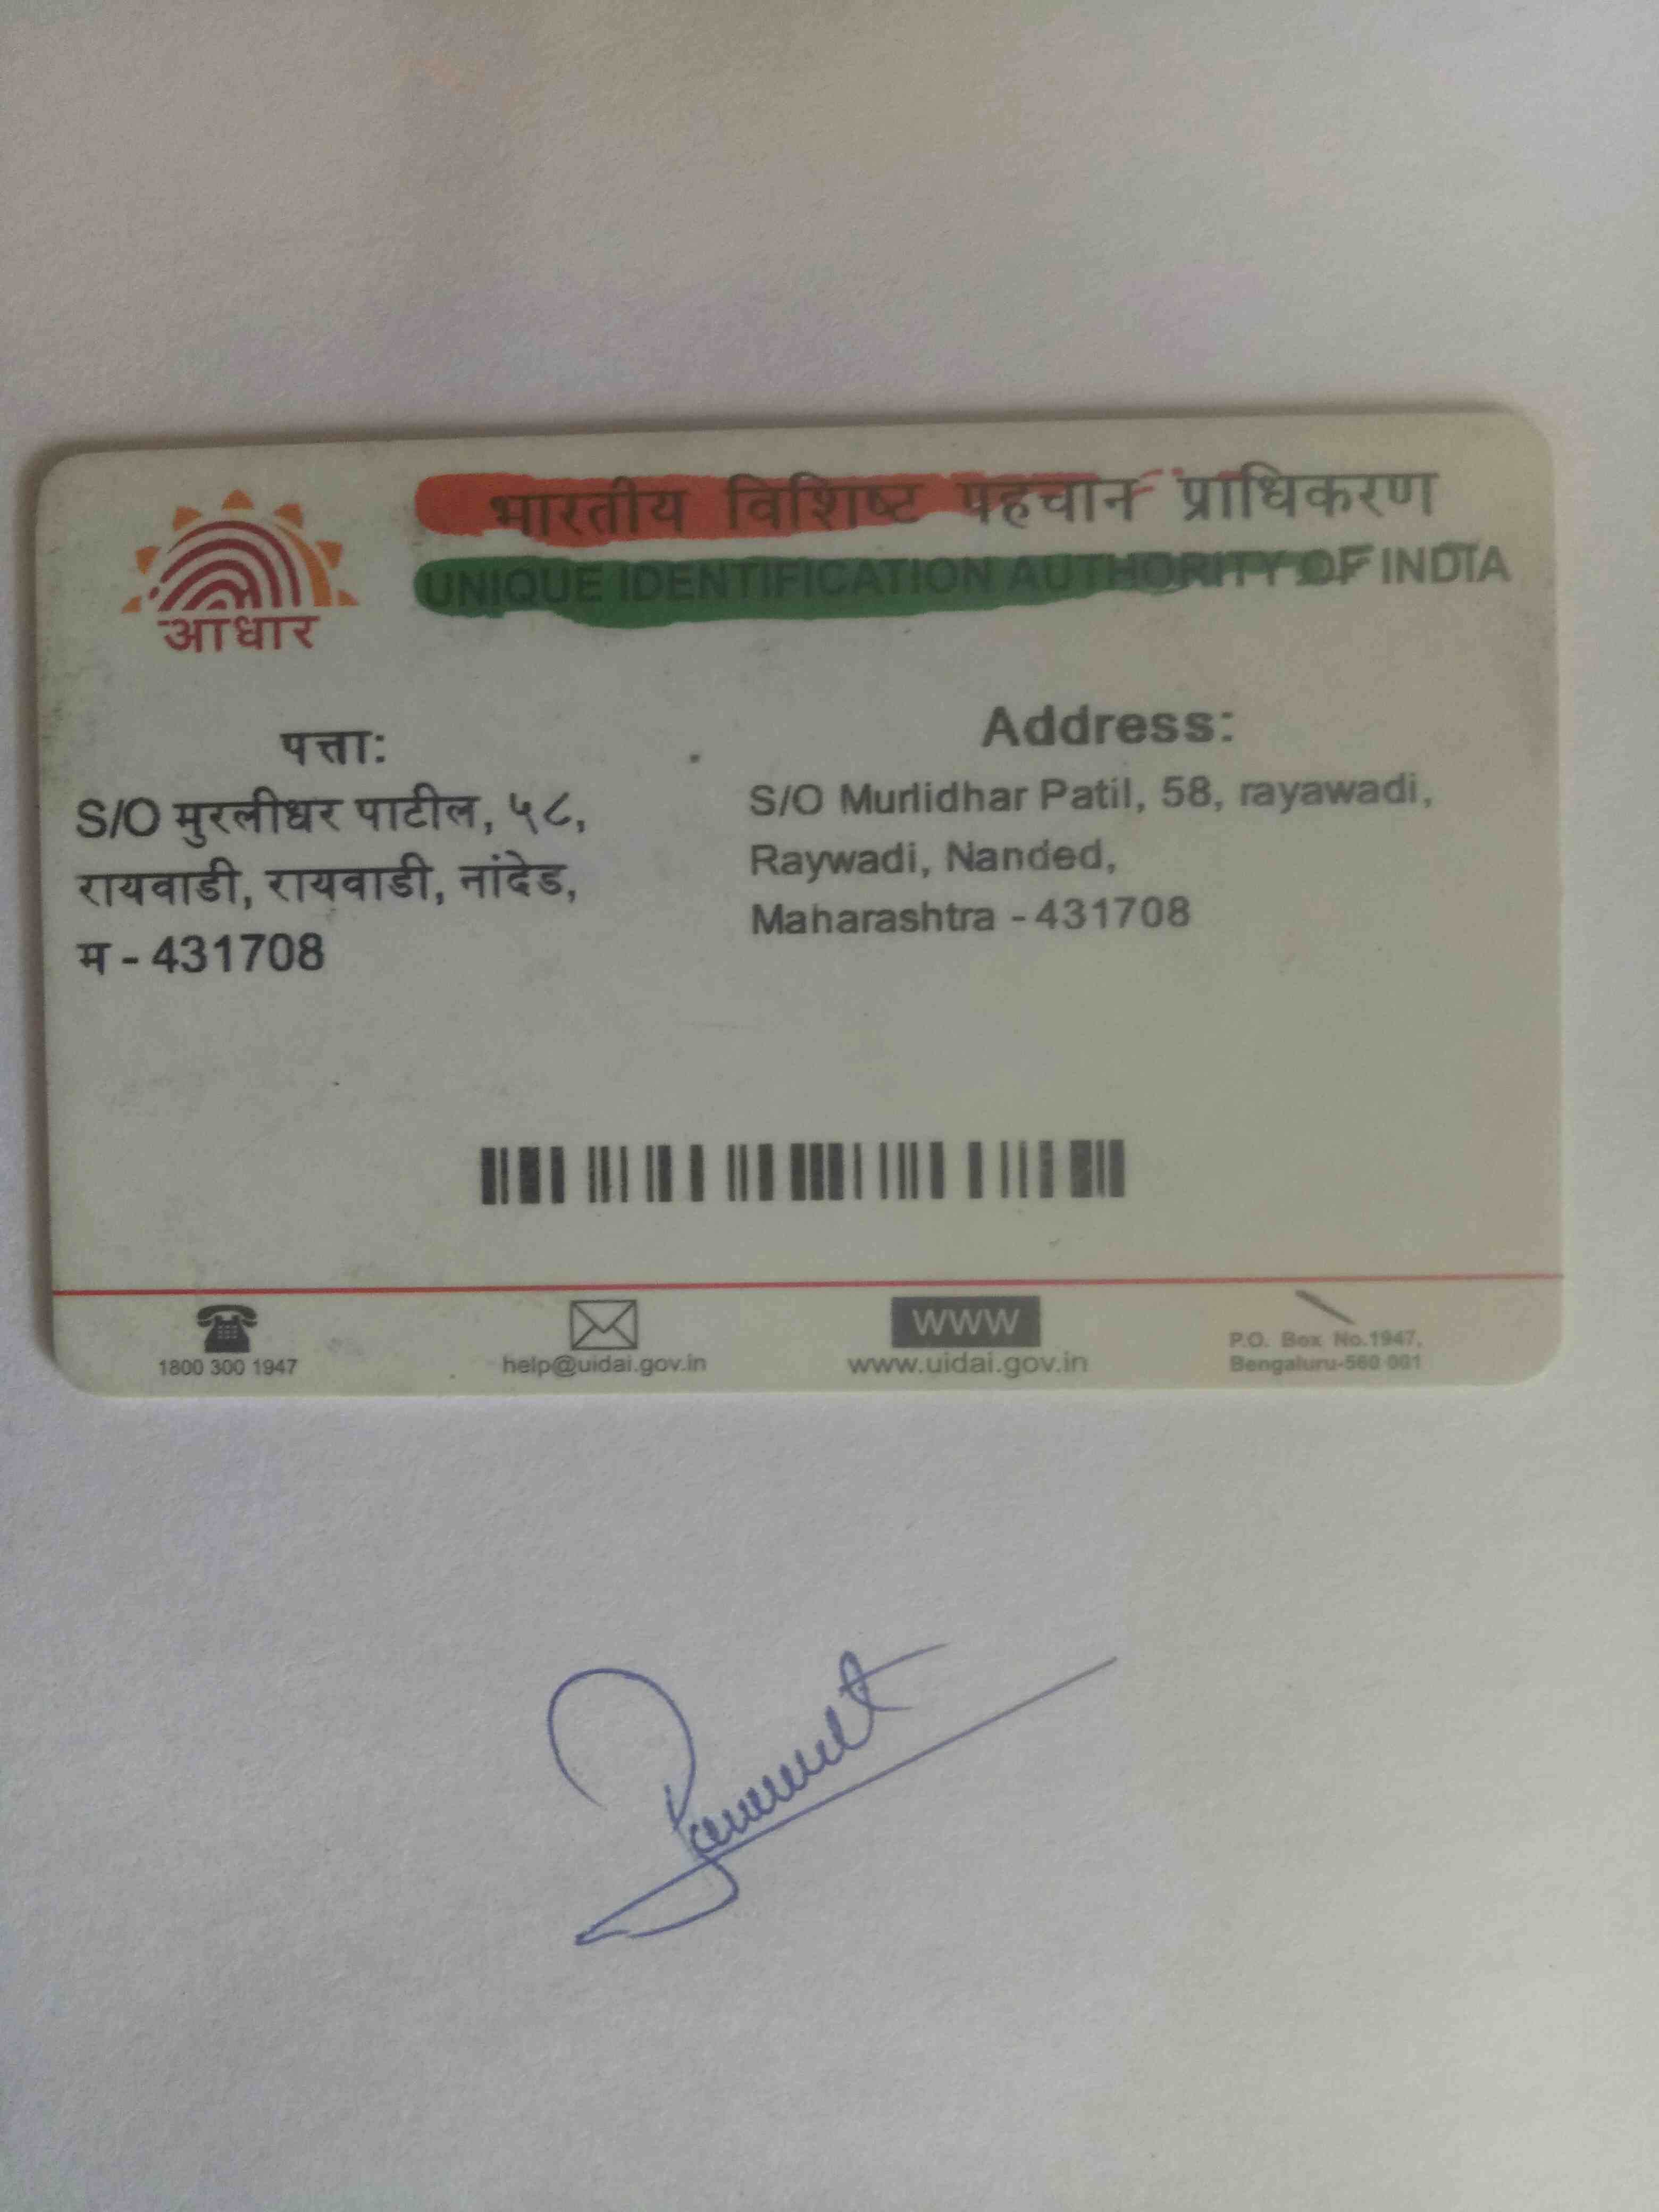 भारतीय विशिष्ट पहचान प्राधिकरण
UNIQUE IDENTIFICATION AUTHORITY OF INDIA
आधार
पत्ता:
S/O मुरलीधर पाटील, ५८,
रायवाडी, रायवाडी, नांदेड,
म - 431708
Address:
S/O Murlidhar Patil, 58, rayawadi,
Raywadi, Nanded,
Maharashtra - 431708
1800 300 1947
help@uidai.gov.in
WWW
www.uidai.gov.in
P.O. Box No.1947,
Bengaluru-560 001